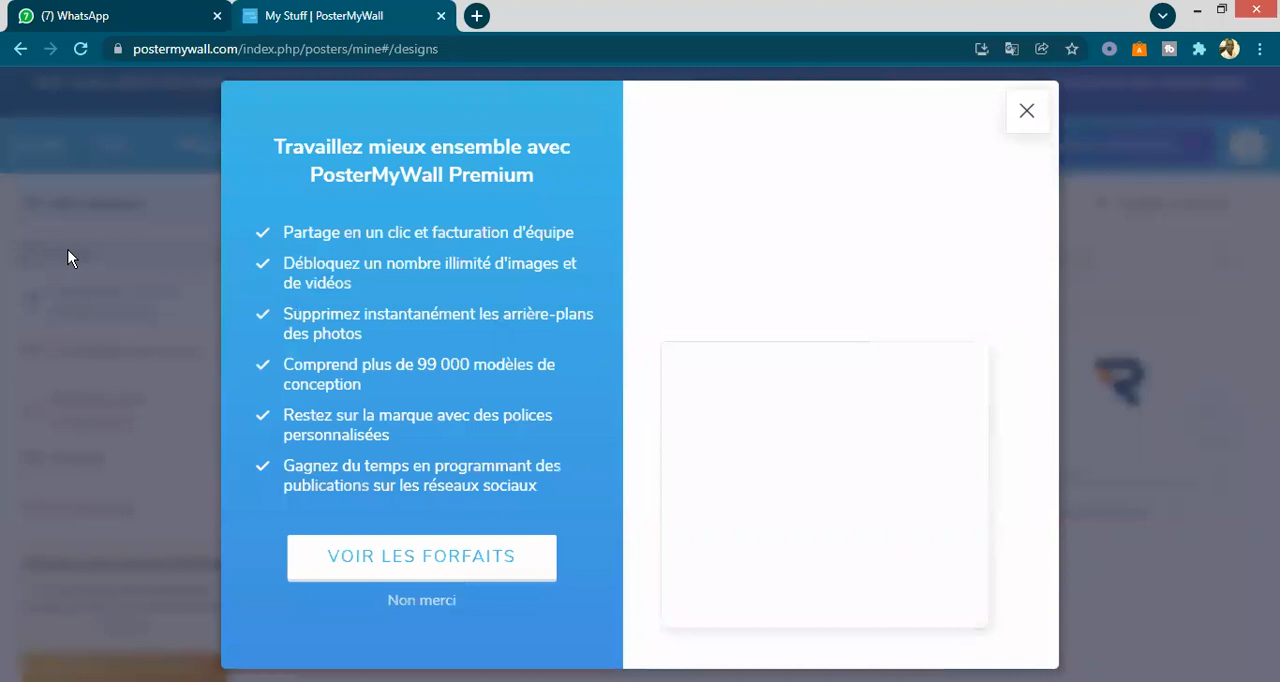 (7) WhatsApp
My Stuff | PosterMyWall
postermywall.com/index.php/posters/mine#/designs
Travaillez mieux ensemble avec
PosterMyWall Premium
Partage en un clic et facturation d'équipe
Débloquez un nombre illimité d'images et
de vidéos
Supprimez instantanément les arrière-plans
des photos
Comprend plus de 99 000 modèles de
conception
Restez sur la marque avec des polices
personnalisées
Gagnez du temps en programmant des
publications sur les réseaux sociaux
VOIR LES FORFAITS
Non merci